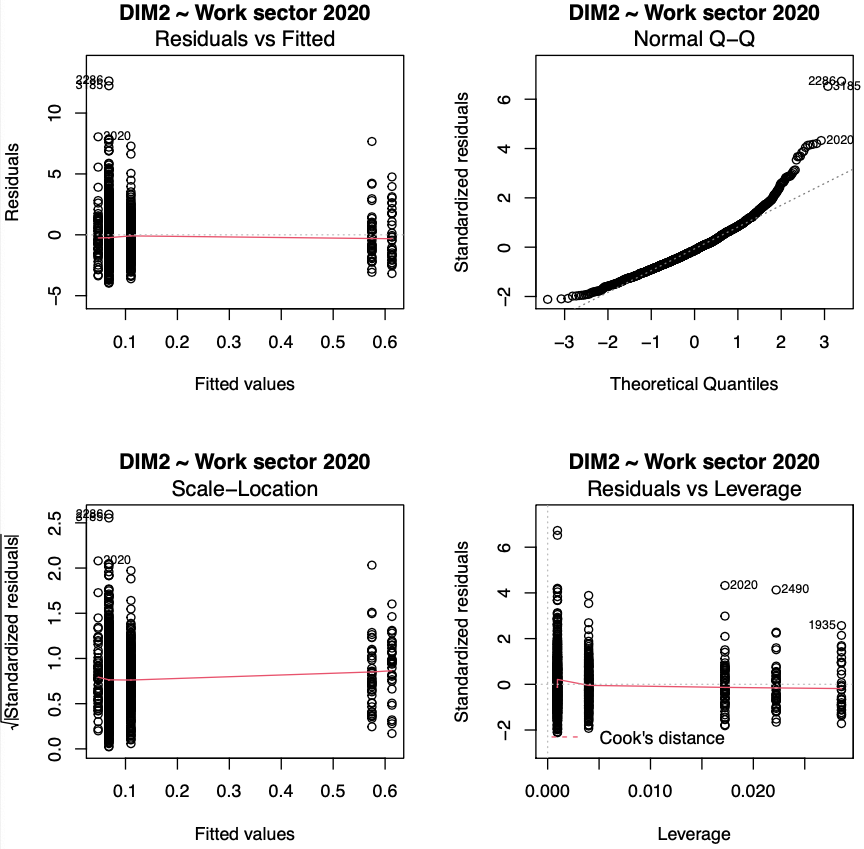 DIM2 ~ Work sector 2020
Residuals vs Fitted
Residuals
10
5
0
−5
2286
3185
2020
0.1 0.2 0.3 0.4 0.5 0.6
Fitted values
DIM2 ~ Work sector 2020
Normal Q−Q
Standardized residuals
6
4
2
0
−2
2286
3185
2020
−3 −2 −1 0 1 2 3
Theoretical Quantiles
DIM2 ~ Work sector 2020
Scale−Location
√|Standardized residuals|
2.5
2.0
1.5
1.0
0.5
0.0
2286
3185
2020
0.1 0.2 0.3 0.4 0.5 0.6
Fitted values
DIM2 ~ Work sector 2020
Residuals vs Leverage
Standardized residuals
6
4
2
0
−2
2020
2490
1935
Cook's distance
0.000 0.010 0.020
Leverage